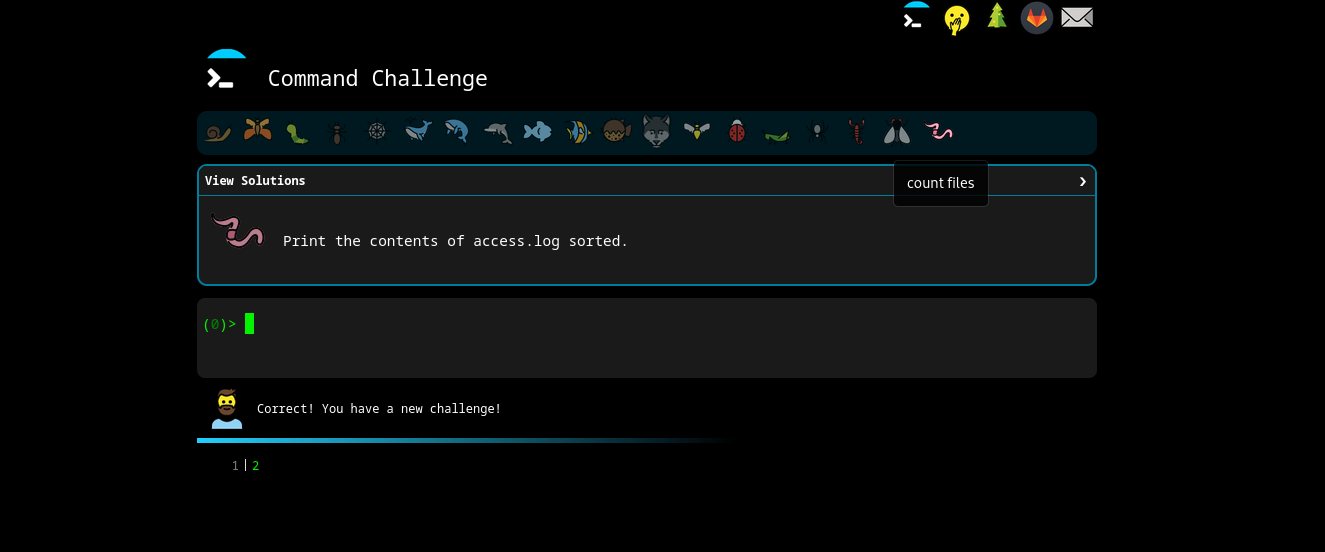 Command Challenge
View Solutions
count files
Print the contents of access.log sorted.
(0)>
Correct! You have a new challenge!
1 | 2